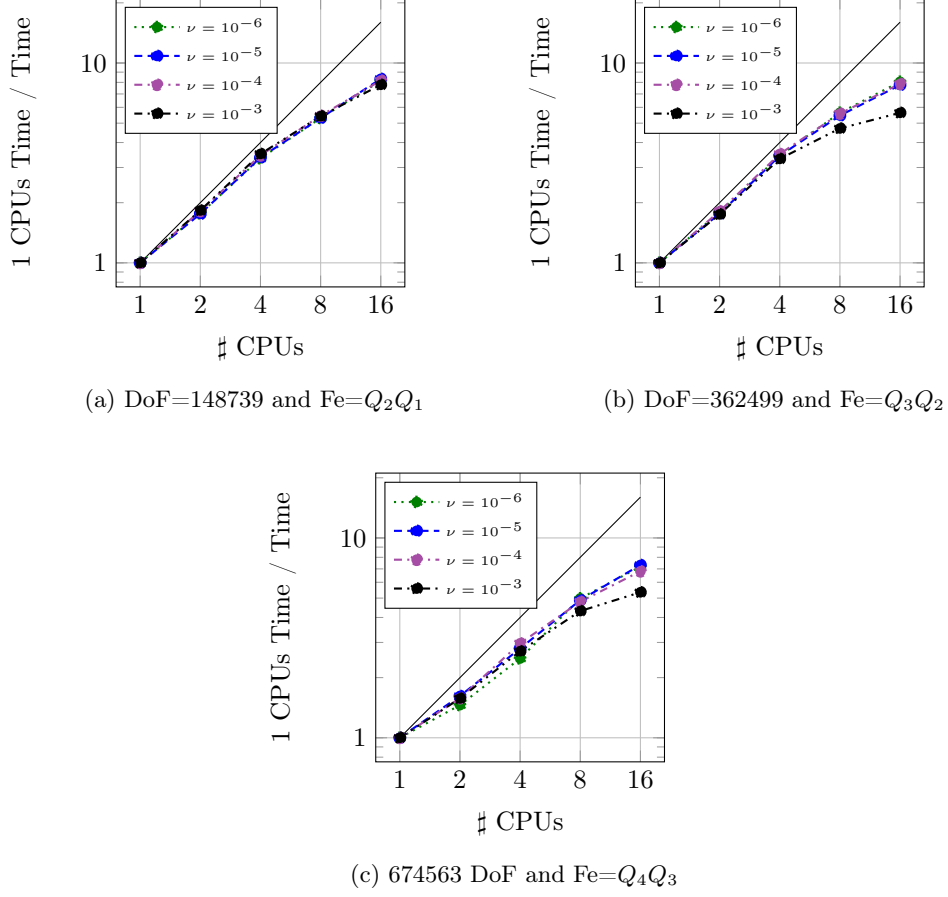 1 CPUs Time / Time
10
1
ν = 10⁻⁶
ν = 10⁻⁵
ν = 10⁻⁴
ν = 10⁻³
1 2 4 8 16
♯ CPUs
(a) DoF=148739 and Fe=Q₂Q₁
1 CPUs Time / Time
10
1
ν = 10⁻⁶
ν = 10⁻⁵
ν = 10⁻⁴
ν = 10⁻³
1 2 4 8 16
♯ CPUs
(b) DoF=362499 and Fe=Q₃Q₂
1 CPUs Time / Time
10
1
ν = 10⁻⁶
ν = 10⁻⁵
ν = 10⁻⁴
ν = 10⁻³
1 2 4 8 16
♯ CPUs
(c) 674563 DoF and Fe=Q₄Q₃